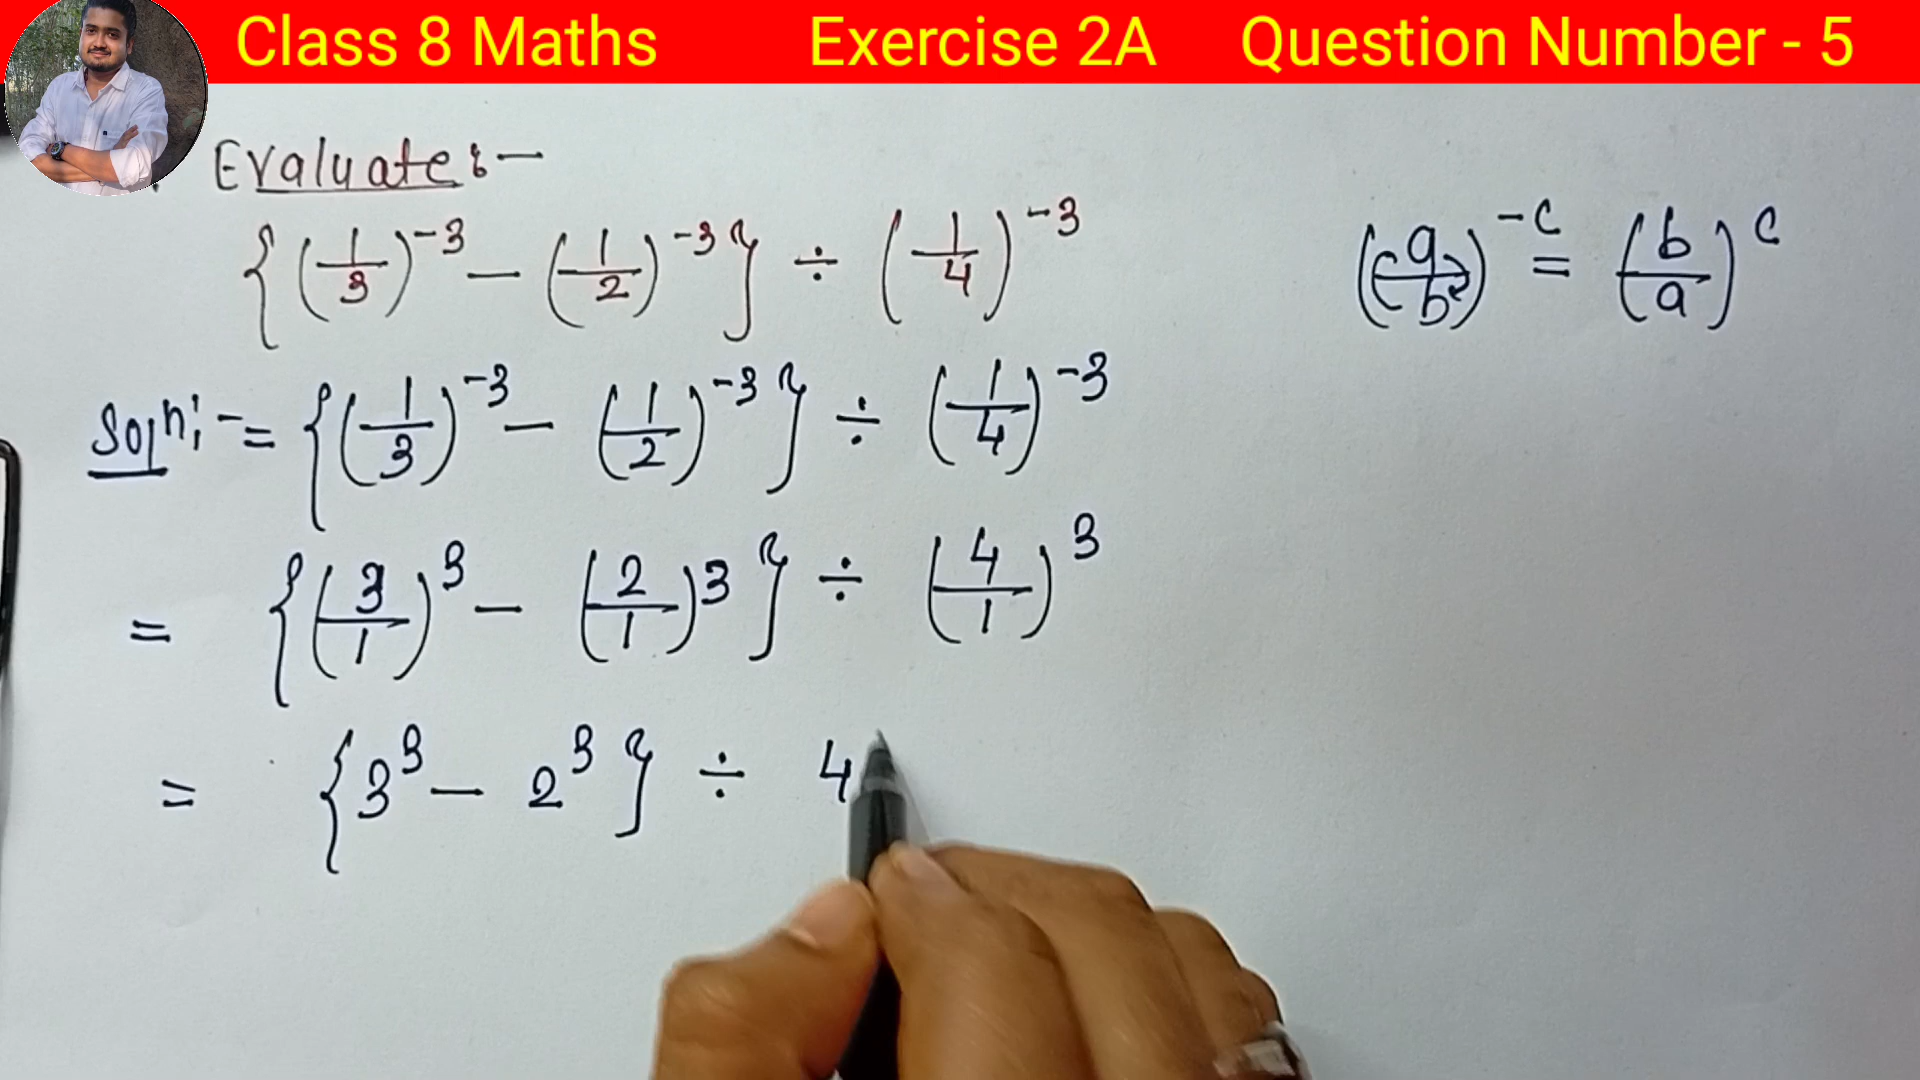 Class 8 Maths Exercise 2A Question Number - 5
Evaluate :-
{(1/3)^-3 - (1/2)^-3} ÷ (1/4)^-3
(a/b)^-c = (b/a)^c
Soln:- = {(1/3)^-3 - (1/2)^-3} ÷ (1/4)^-3
= {(3/1)^3 - (2/1)^3} ÷ (4/1)^3
= {3^3 - 2^3} ÷ 4